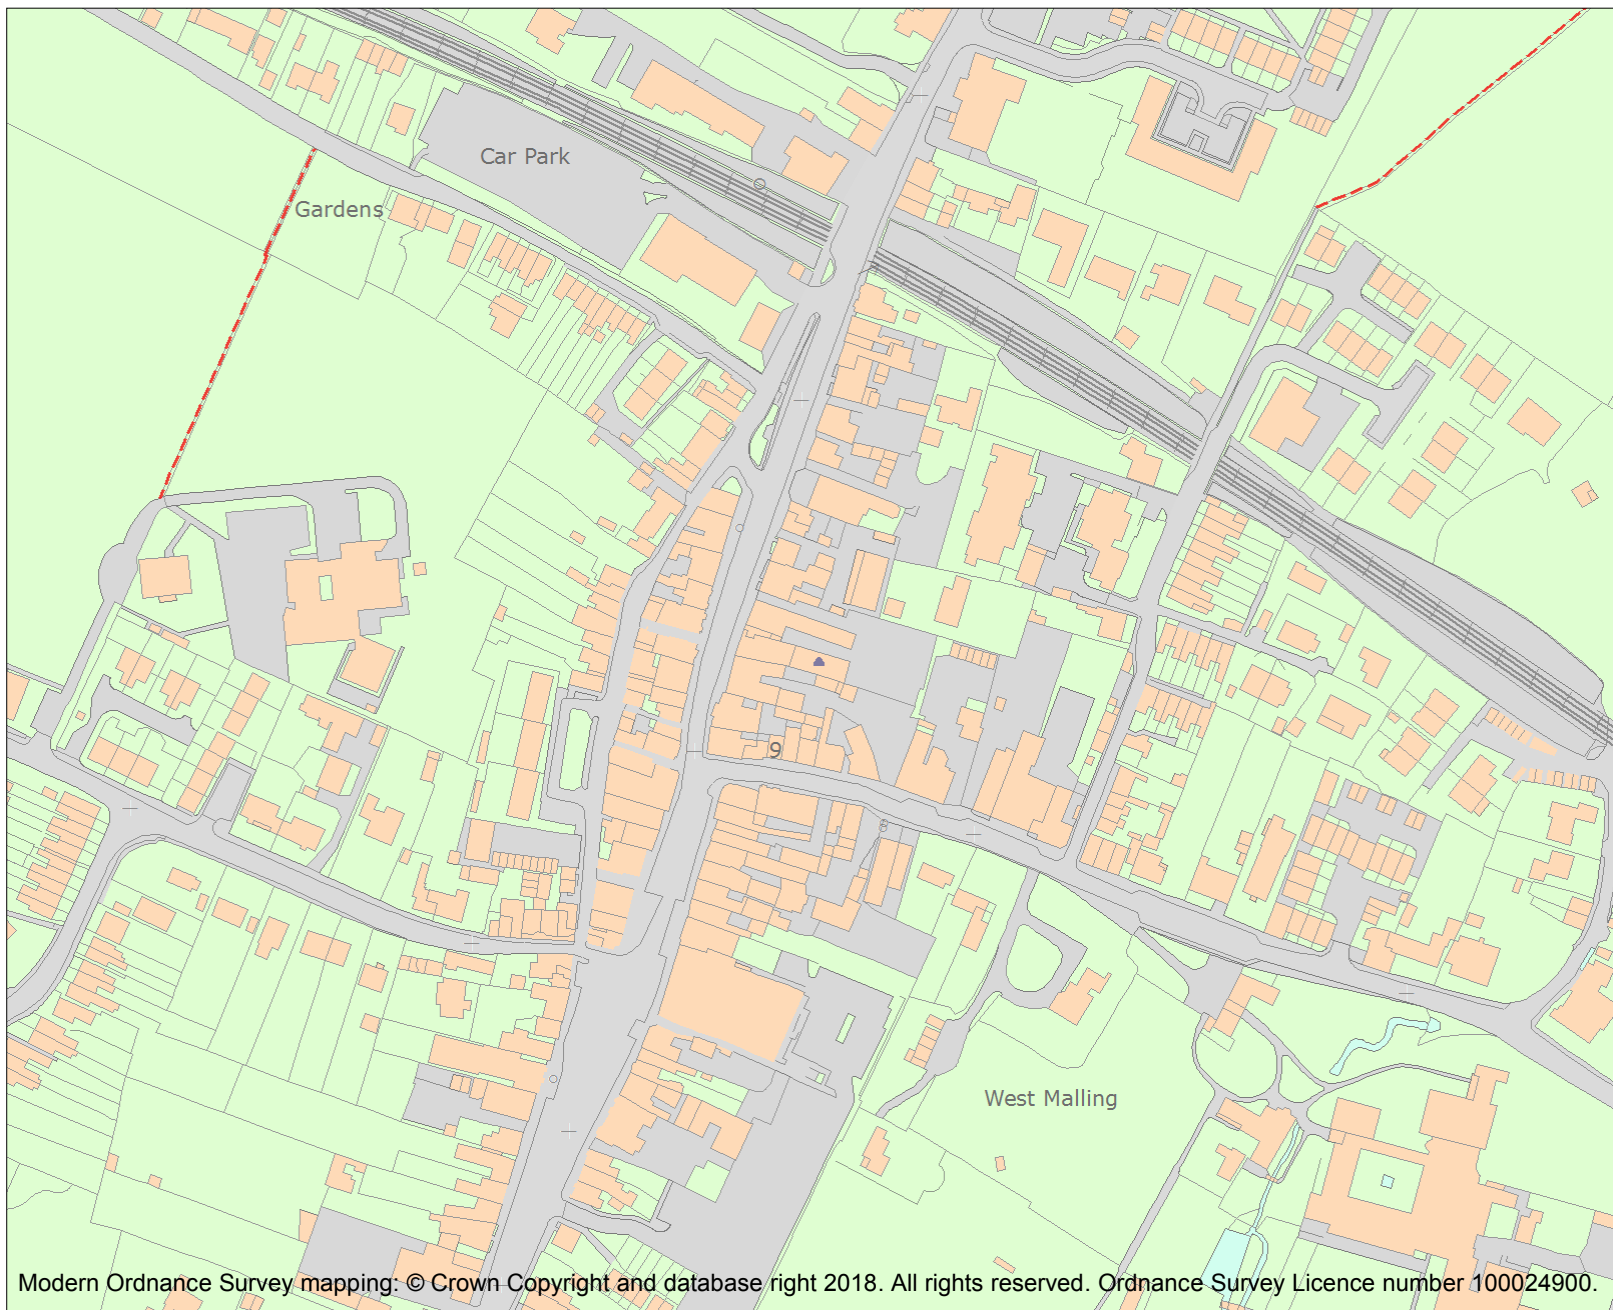 Car Park
Gardens
9
West Malling
Modern Ordnance Survey mapping: © Crown Copyright and database right 2018. All rights reserved. Ordnance Survey Licence number 100024900.